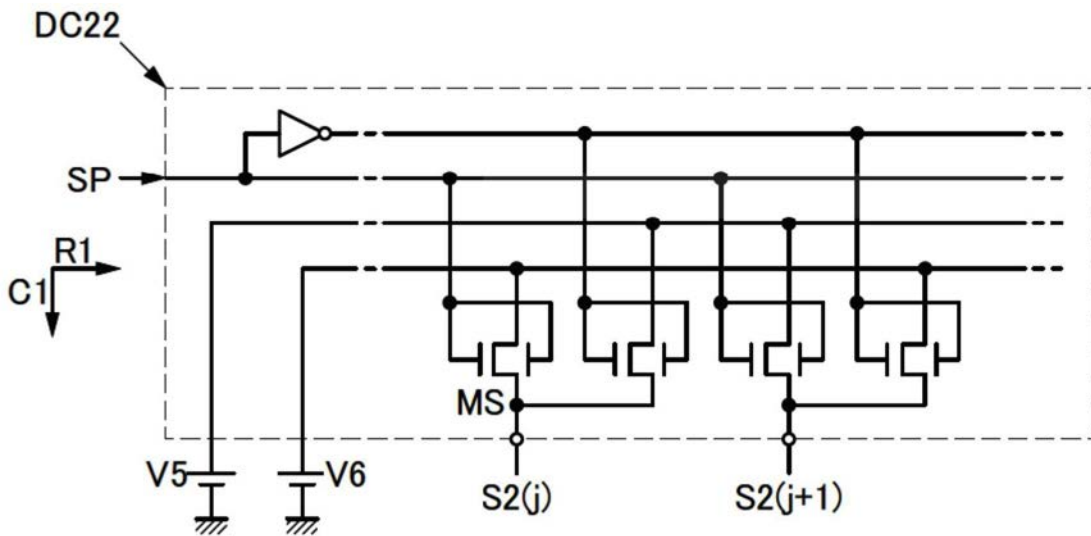 DC22
SP
R1
C1
MS
V5
V6
S2(j)
S2(j+1)